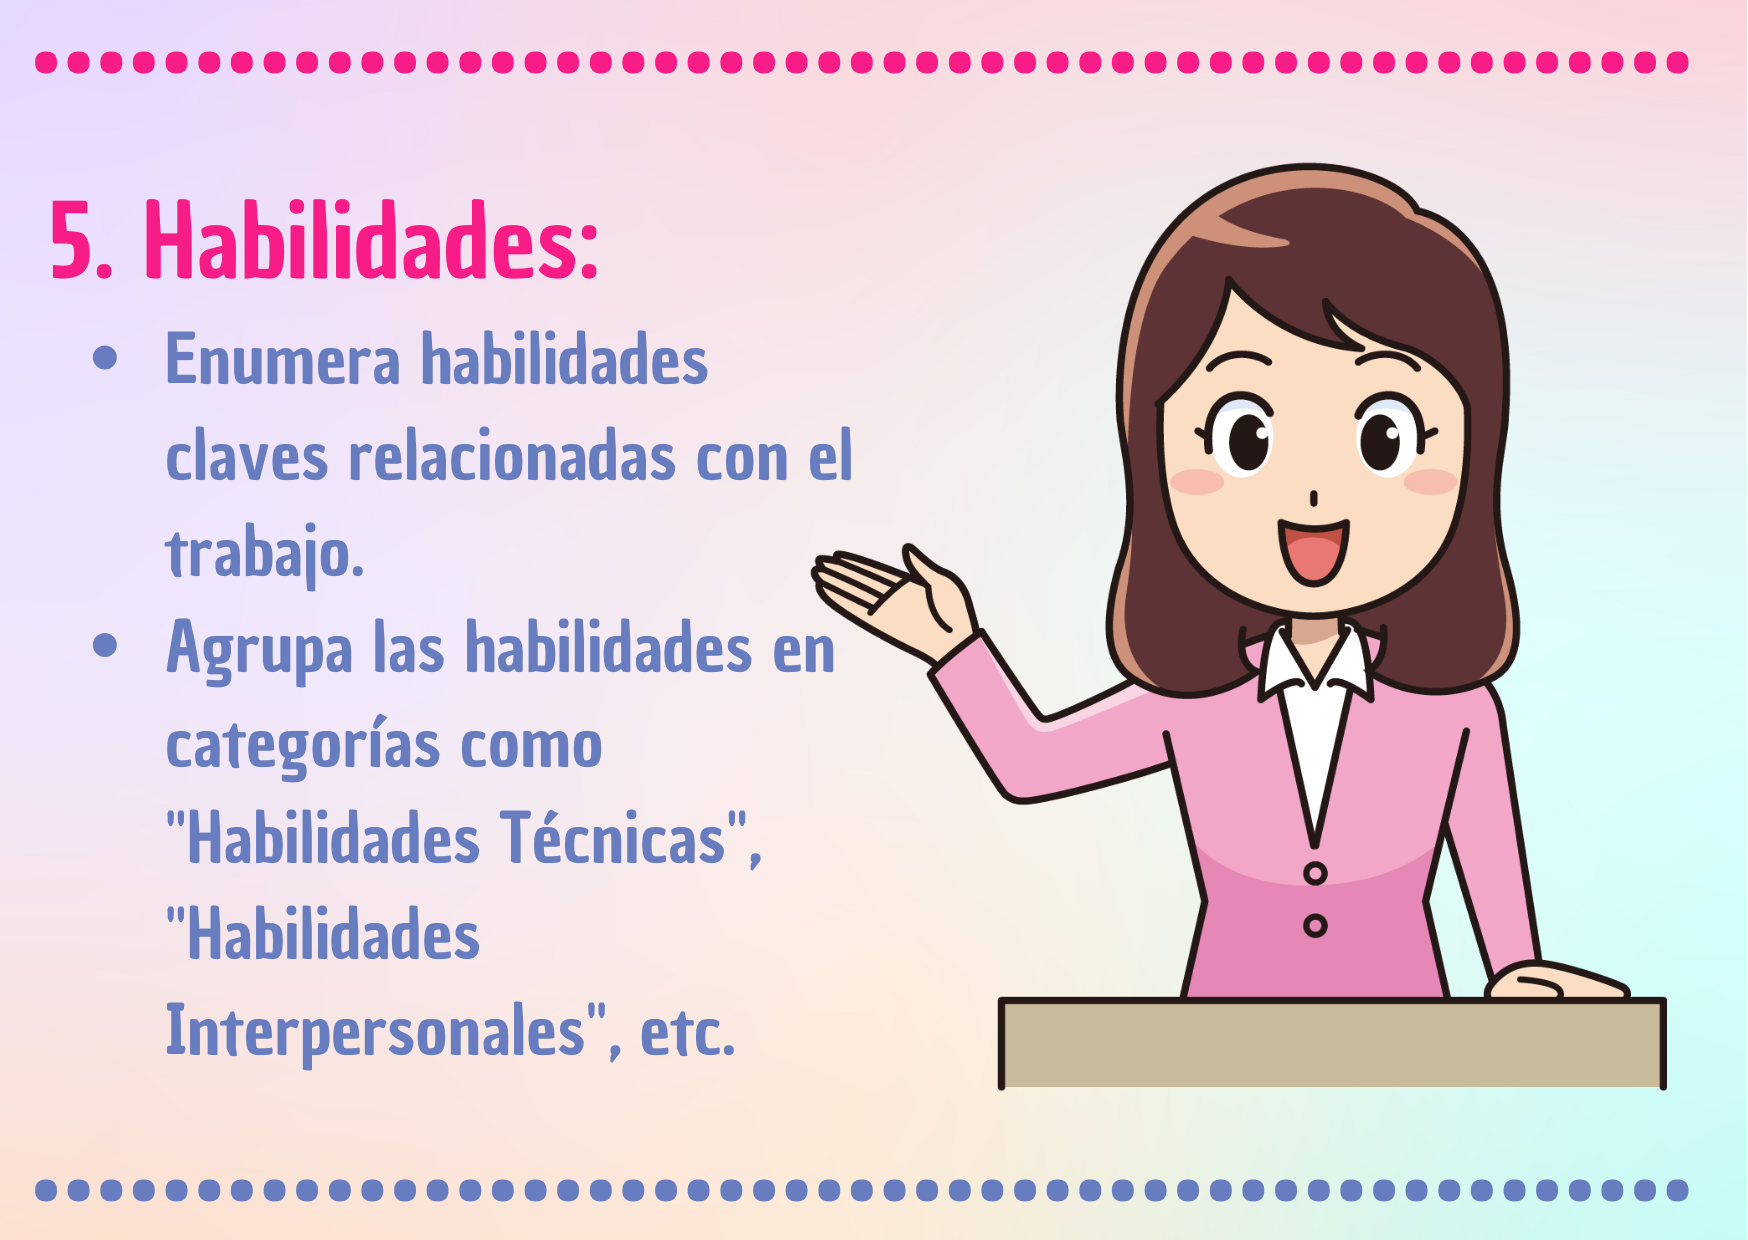 5. Habilidades:
• Enumera habilidades
claves relacionadas con el
trabajo.
• Agrupa las habilidades en
categorías como
"Habilidades Técnicas",
"Habilidades
Interpersonales", etc.